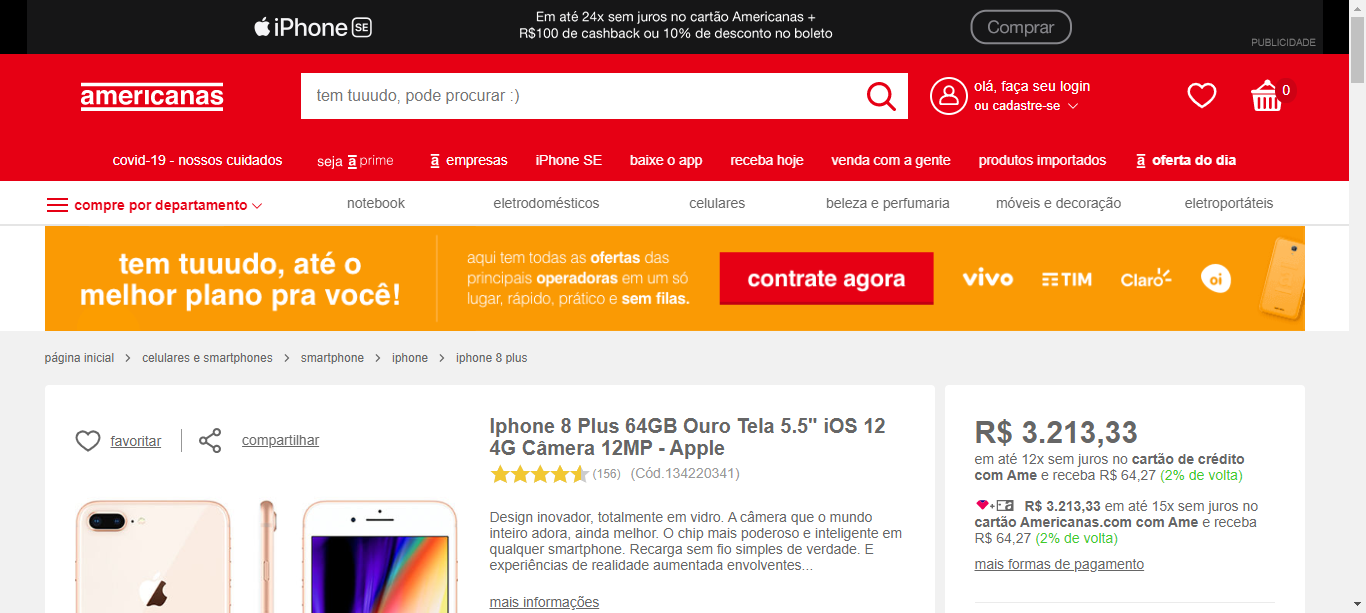 iPhone SE
Em até 24x sem juros no cartão Americanas +
R$100 de cashback ou 10% de desconto no boleto
Comprar
PUBLICIDADE
americanas
tem tuuudo, pode procurar :)
olá, faça seu login
ou cadastre-se
0
covid-19 - nossos cuidados
seja a prime
a empresas
iPhone SE
baixe o app
receba hoje
venda com a gente
produtos importados
a oferta do dia
compre por departamento
notebook
eletrodomésticos
celulares
beleza e perfumaria
móveis e decoração
eletroportáteis
tem tuuudo, até o
melhor plano pra você!
aqui tem todas as ofertas das
principais operadoras em um só
lugar, rápido, prático e sem filas.
contrate agora
vivo
TIM
Claro
oi
página inicial > celulares e smartphones > smartphone > iphone > iphone 8 plus
favoritar
compartilhar
Iphone 8 Plus 64GB Ouro Tela 5.5" iOS 12
4G Câmera 12MP - Apple
(156) (Cód.134220341)
Design inovador, totalmente em vidro. A câmera que o mundo
inteiro adora, ainda melhor. O chip mais poderoso e inteligente em
qualquer smartphone. Recarga sem fio simples de verdade. E
experiências de realidade aumentada envolventes...
mais informações
R$ 3.213,33
em até 12x sem juros no cartão de crédito
com Ame e receba R$ 64,27 (2% de volta)
+ R$ 3.213,33 em até 15x sem juros no
cartão Americanas.com com Ame e receba
R$ 64,27 (2% de volta)
mais formas de pagamento